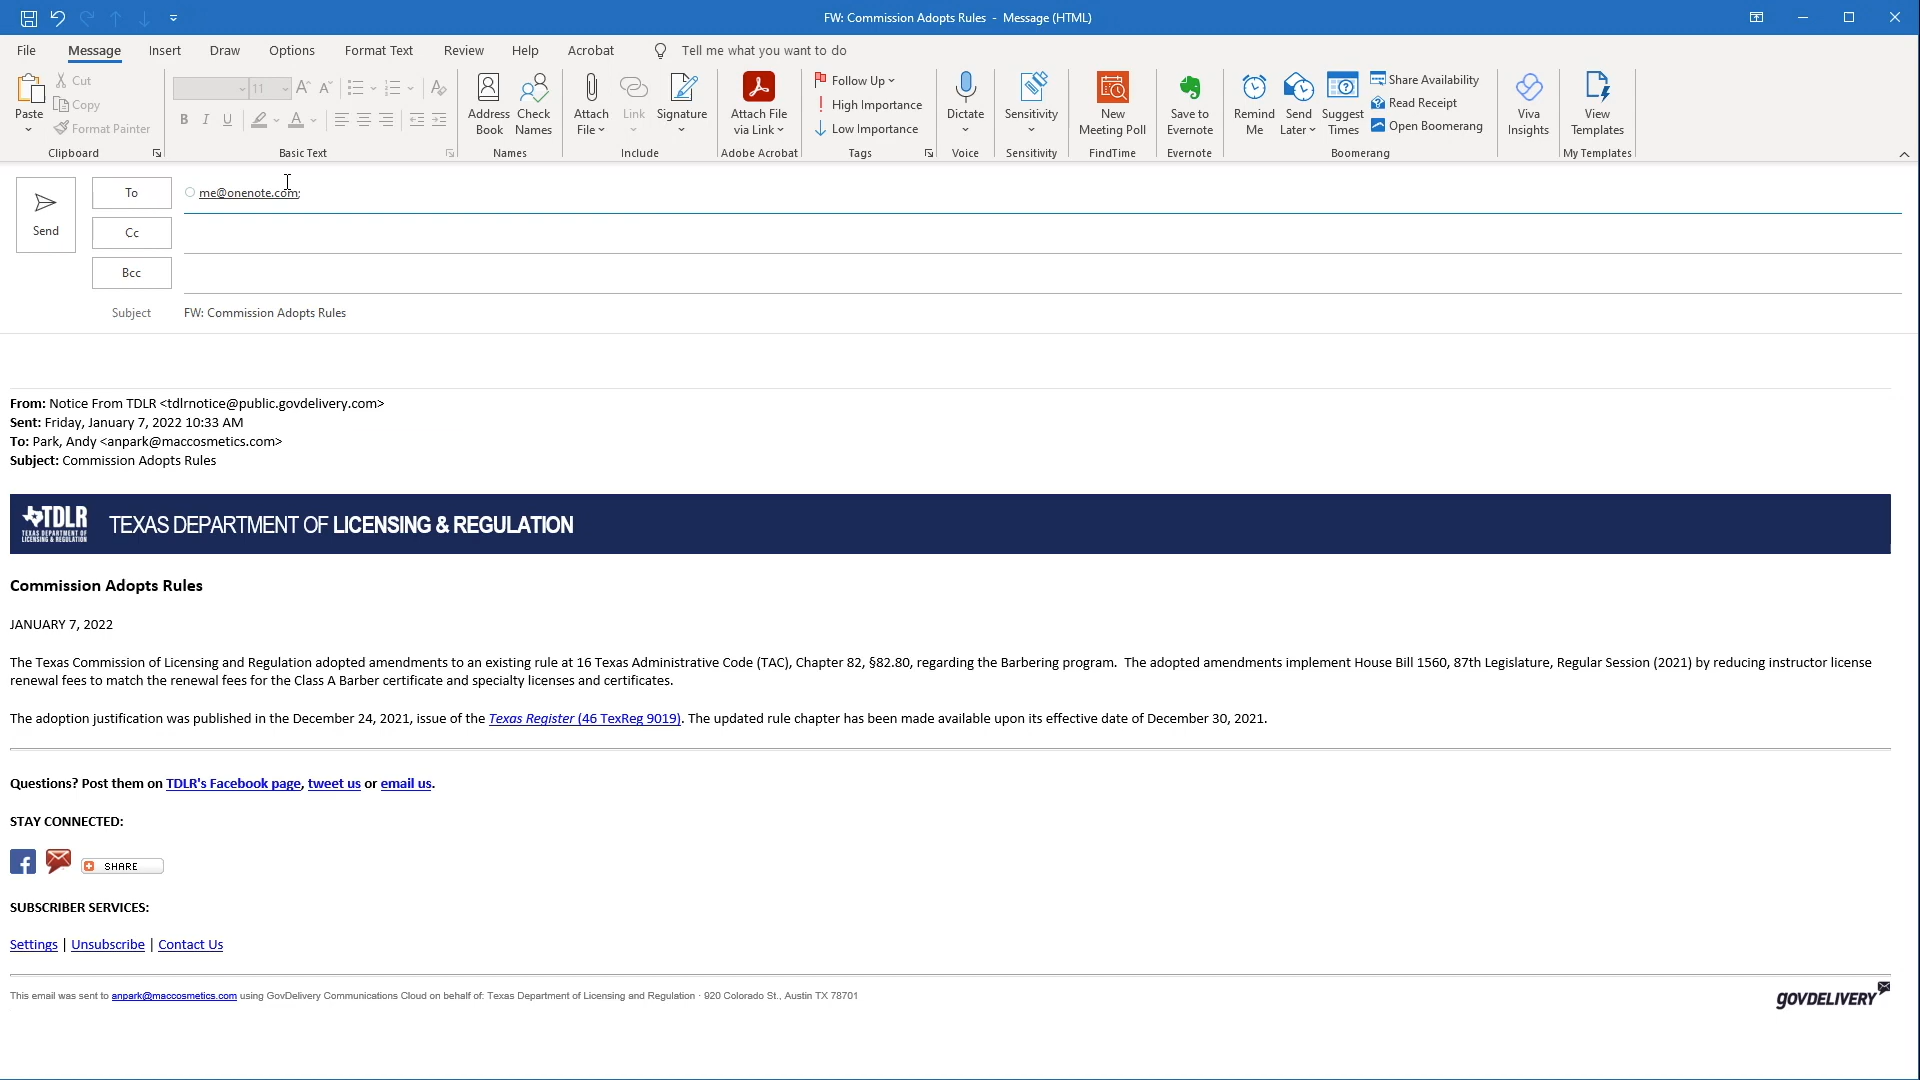 FW: Commission Adopts Rules - Message (HTML)
File Message Insert Draw Options Format Text Review Help Acrobat Tell me what you want to do
Paste Cut Copy Format Painter Clipboard
11 B I U A Basic Text
Address Book Check Names Names
Attach File Link Signature Include
Attach File via Link Adobe Acrobat
Follow Up High Importance Low Importance Tags
Dictate Voice
Sensitivity Sensitivity
New Meeting Poll FindTime
Save to Evernote Evernote
Remind Me Send Later Suggest Times Share Availability Read Receipt Open Boomerang Boomerang
Viva Insights
View Templates My Templates
Send
To me@onenote.com;
Cc
Bcc
Subject FW: Commission Adopts Rules
From: Notice From TDLR <tdlrnotice@public.govdelivery.com>
Sent: Friday, January 7, 2022 10:33 AM
To: Park, Andy <anpark@maccosmetics.com>
Subject: Commission Adopts Rules
TDLR TEXAS DEPARTMENT OF LICENSING & REGULATION
TEXAS DEPARTMENT OF LICENSING & REGULATION
Commission Adopts Rules
JANUARY 7, 2022
The Texas Commission of Licensing and Regulation adopted amendments to an existing rule at 16 Texas Administrative Code (TAC), Chapter 82, §82.80, regarding the Barbering program. The adopted amendments implement House Bill 1560, 87th Legislature, Regular Session (2021) by reducing instructor license
renewal fees to match the renewal fees for the Class A Barber certificate and specialty licenses and certificates.
The adoption justification was published in the December 24, 2021, issue of the Texas Register (46 TexReg 9019). The updated rule chapter has been made available upon its effective date of December 30, 2021.
Questions? Post them on TDLR's Facebook page, tweet us or email us.
STAY CONNECTED:
SHARE
SUBSCRIBER SERVICES:
Settings | Unsubscribe | Contact Us
This email was sent to anpark@maccosmetics.com using GovDelivery Communications Cloud on behalf of: Texas Department of Licensing and Regulation · 920 Colorado St., Austin TX 78701
GOVDELIVERY